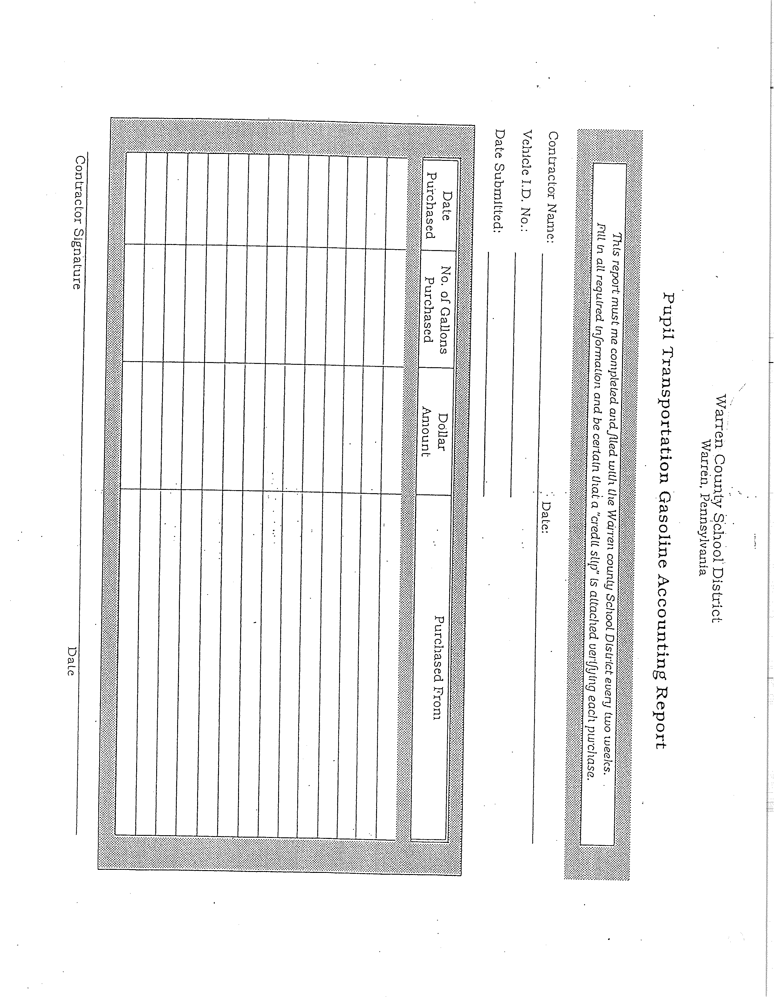 Warren County School District
Warren, Pennsylvania
Pupil Transportation Gasoline Accounting Report
This report must me completed and filed with the Warren county School District every two weeks.
Fill in all required information and be certain that a "credit slip" is attached verifying each purchase.
Contractor Name: Date:
Vehicle I.D. No.:
Date Submitted:
Date Purchased No. of Gallons Purchased Dollar Amount Purchased From
Contractor Signature Date